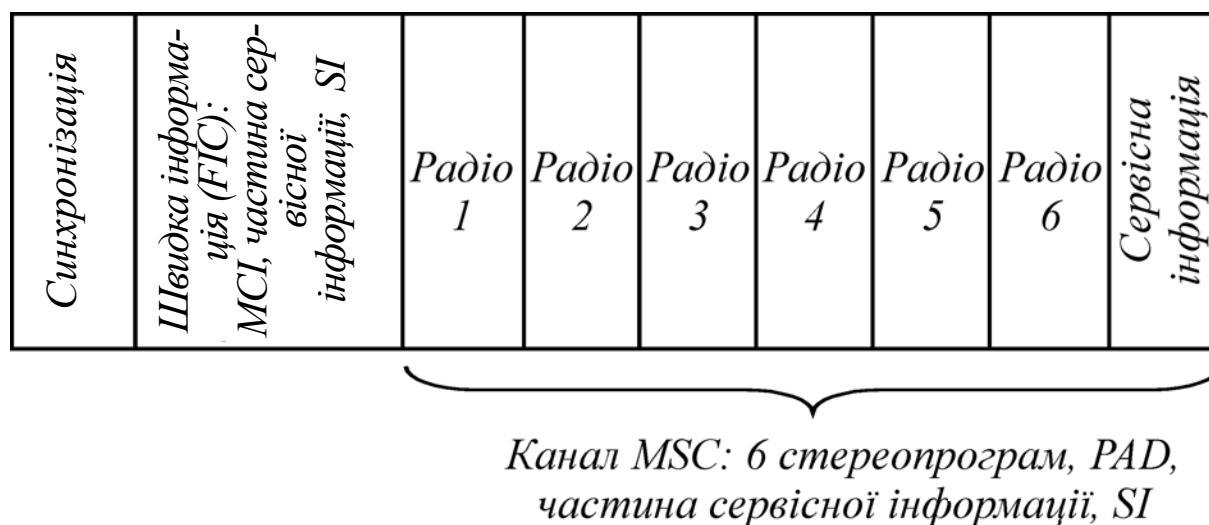 Синхронізація
Швидка інформа-
ція (FIC):
MCI, частина сер-
вісної
інформації, SI
Радіо
1
Радіо
2
Радіо
3
Радіо
4
Радіо
5
Радіо
6
Сервісна
інформація
Канал MSC: 6 стереопрограм, PAD,
частина сервісної інформації, SI